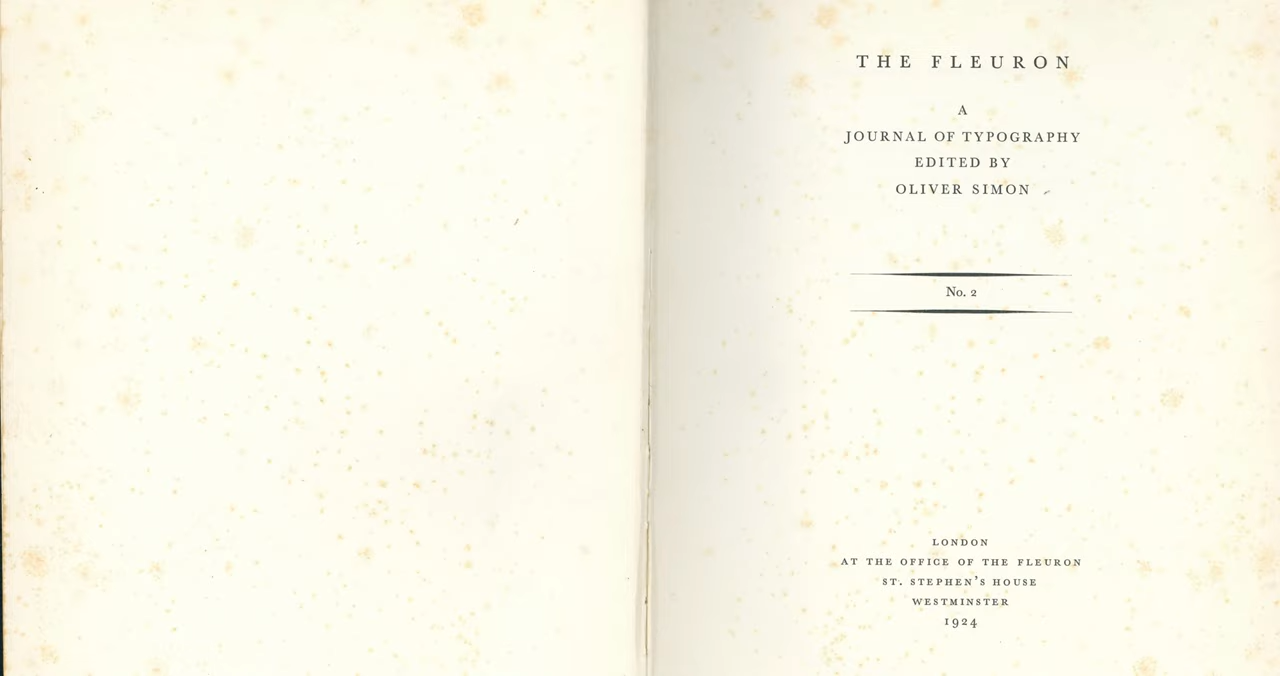 THE FLEURON
A
JOURNAL OF TYPOGRAPHY
EDITED BY
OLIVER SIMON
No. 2
LONDON
AT THE OFFICE OF THE FLEURON
ST. STEPHEN'S HOUSE
WESTMINSTER
1924